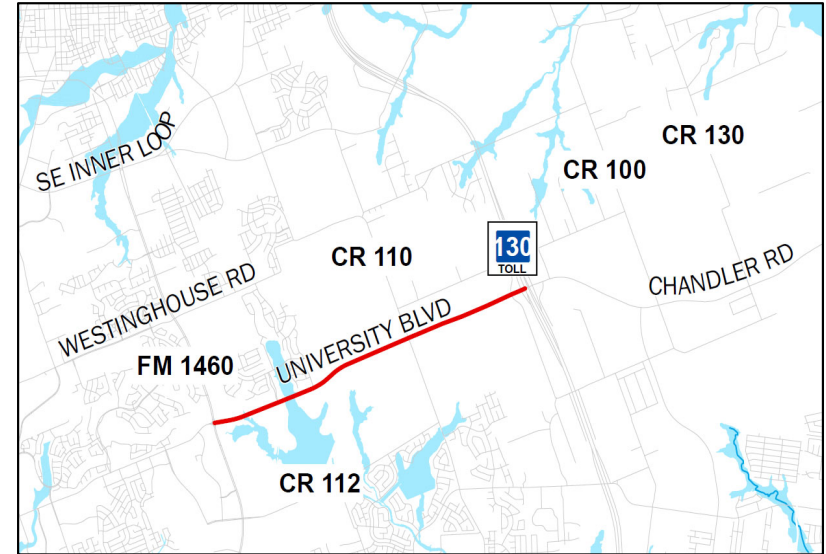 SE INNER LOOP
CR 130
CR 100
CR 110
130
TOLL
WESTINGHOUSE RD
CHANDLER RD
UNIVERSITY BLVD
FM 1460
CR 112